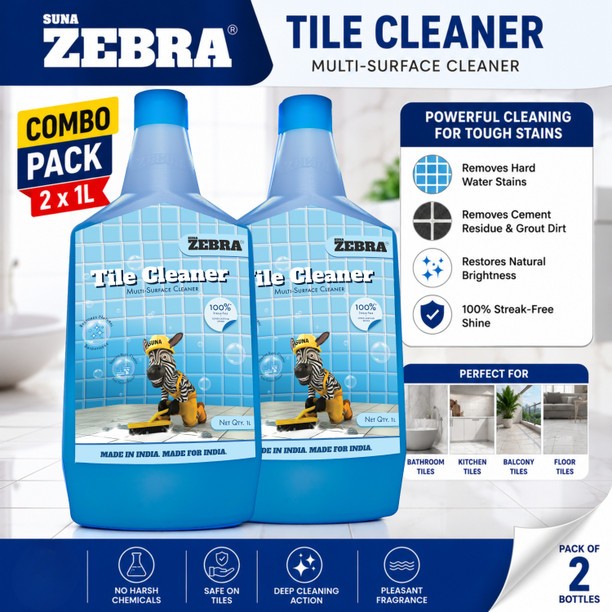 SUNA
ZEBRA®
TILE CLEANER
MULTI-SURFACE CLEANER
COMBO
PACK
2 x 1L
POWERFUL CLEANING
FOR TOUGH STAINS
Removes Hard
Water Stains
Removes Cement
Residue & Grout Dirt
Restores Natural
Brightness
100% Streak-Free
Shine
ZEBRA
Tile Cleaner
MULTI-SURFACE CLEANER
100%
SUNA
NET QTY. 1L
MADE IN INDIA. MADE FOR INDIA.
ZEBRA
ile Cleaner
MULTI-SURFACE CLEANER
100%
NET QTY. 1L
MADE FOR INDIA.
PERFECT FOR
BATHROOM
TILES
KITCHEN
TILES
BALCONY
TILES
FLOOR
TILES
NO HARSH
CHEMICALS
SAFE ON
TILES
DEEP CLEANING
ACTION
PLEASANT
FRAGRANCE
PACK OF
2
BOTTLES